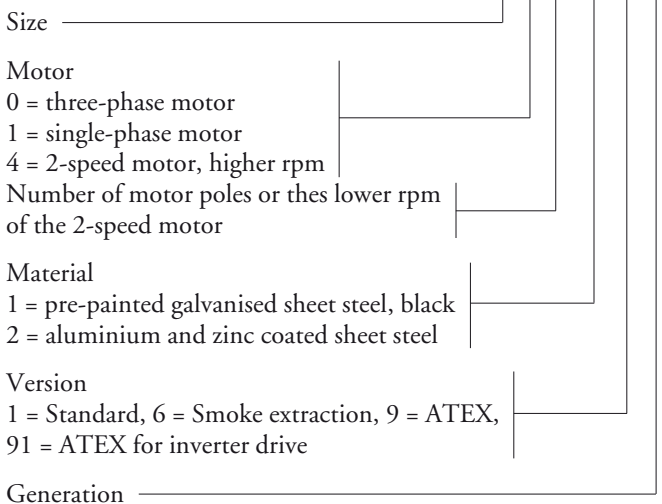 Size
Motor
0 = three-phase motor
1 = single-phase motor
4 = 2-speed motor, higher rpm
Number of motor poles or thes lower rpm
of the 2-speed motor
Material
1 = pre-painted galvanised sheet steel, black
2 = aluminium and zinc coated sheet steel
Version
1 = Standard, 6 = Smoke extraction, 9 = ATEX,
91 = ATEX for inverter drive
Generation